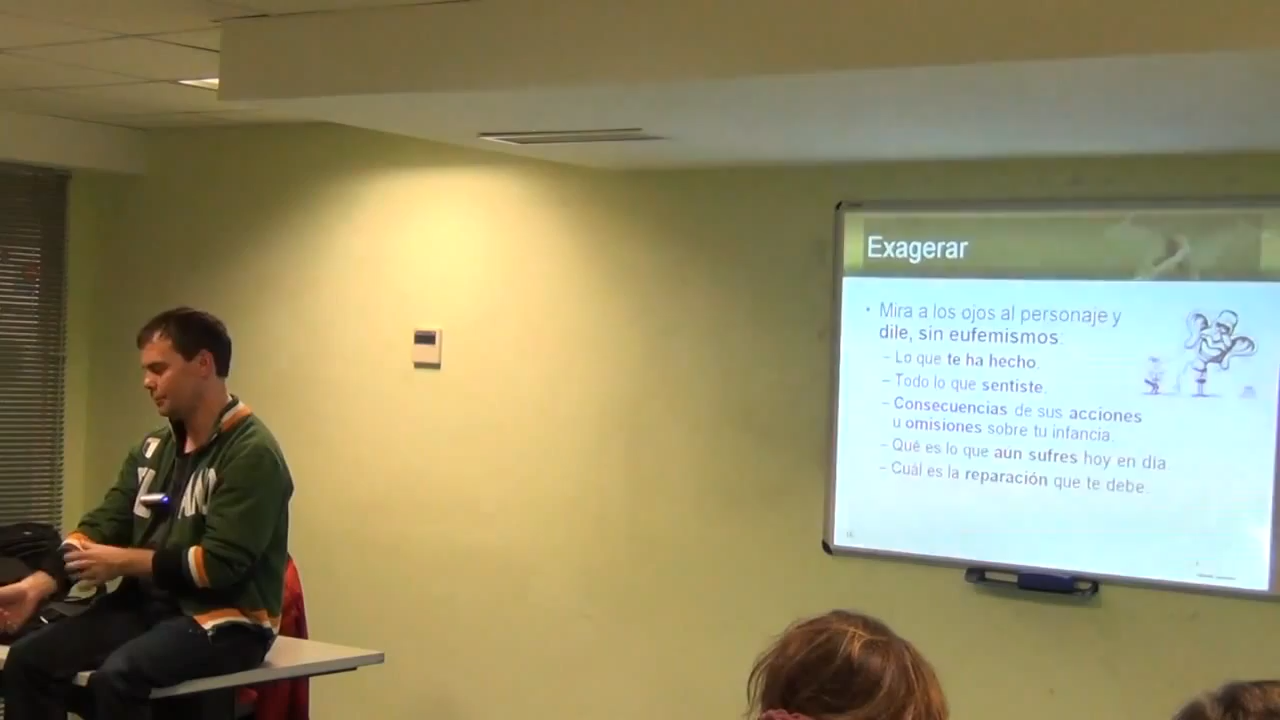 Exagerar
• Mira a los ojos al personaje y
dile, sin eufemismos:
– Lo que te ha hecho.
– Todo lo que sentiste.
– Consecuencias de sus acciones
u omisiones sobre tu infancia.
– Qué es lo que aún sufres hoy en día
– Cuál es la reparación que te debe.